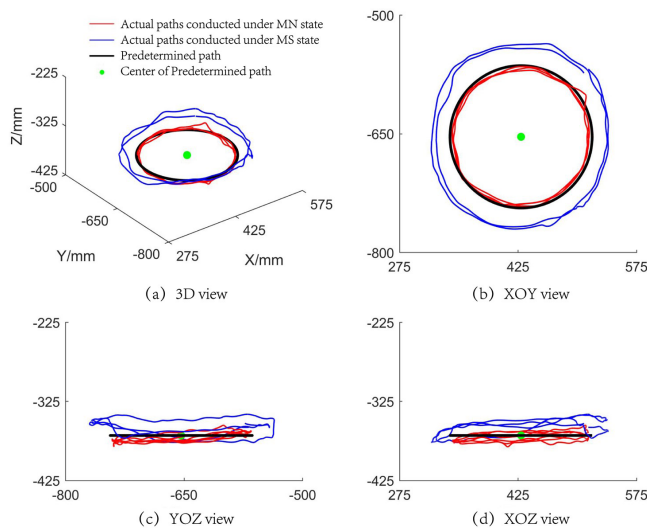 Actual paths conducted under MN state
Actual paths conducted under MS state
Predetermined path
Center of Predetermined path
-225
-325
-425
Z/mm
-500
-650
-800
Y/mm
275
425
575
X/mm
(a) 3D view
-500
-650
-800
275
425
575
(b) XOY view
-225
-325
-425
-800
-650
-500
(c) YOZ view
-225
-325
-425
275
425
575
(d) XOZ view